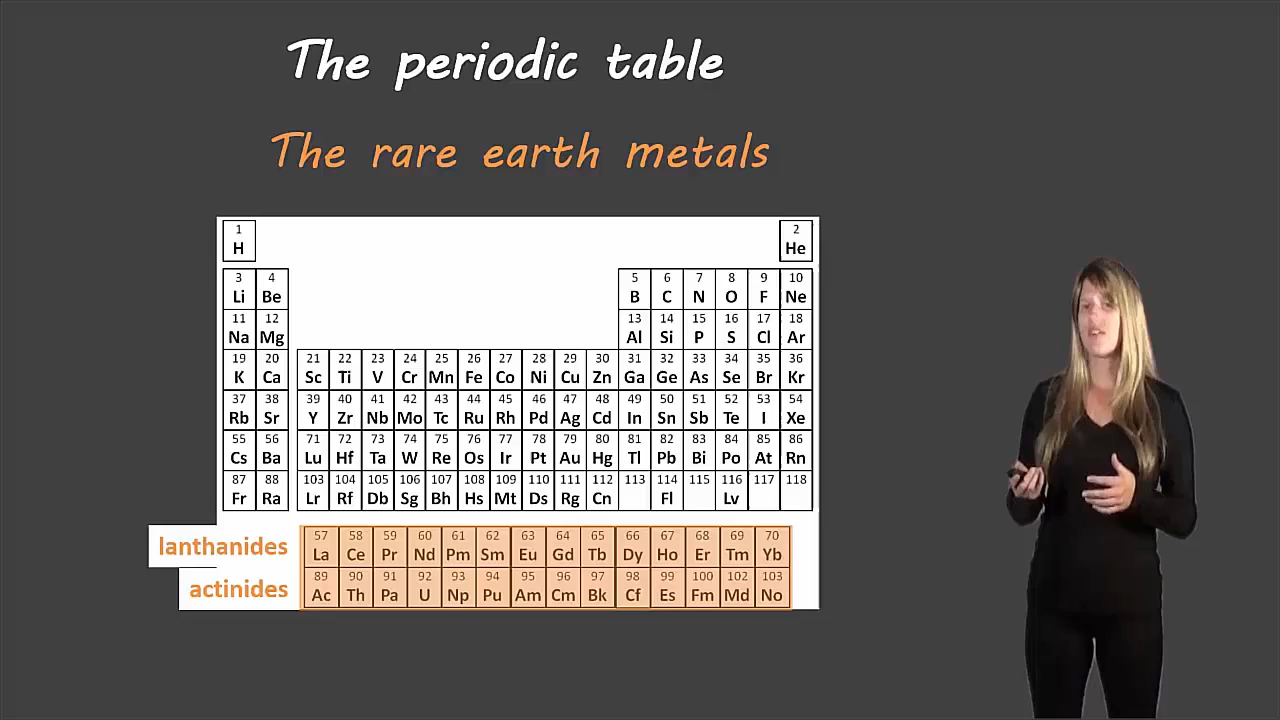 The periodic table
The rare earth metals
1 2
H He
3 4 5 6 7 8 9 10
Li Be B C N O F Ne
11 12 13 14 15 16 17 18
Na Mg Al Si P S Cl Ar
19 20 21 22 23 24 25 26 27 28 29 30 31 32 33 34 35 36
K Ca Sc Ti V Cr Mn Fe Co Ni Cu Zn Ga Ge As Se Br Kr
37 38 39 40 41 42 43 44 45 46 47 48 49 50 51 52 53 54
Rb Sr Y Zr Nb Mo Tc Ru Rh Pd Ag Cd In Sn Sb Te I Xe
55 56 71 72 73 74 75 76 77 78 79 80 81 82 83 84 85 86
Cs Ba Lu Hf Ta W Re Os Ir Pt Au Hg Tl Pb Bi Po At Rn
87 88 103 104 105 106 107 108 109 110 111 112 113 114 115 116 117 118
Fr Ra Lr Rf Db Sg Bh Hs Mt Ds Rg Cn Fl Lv
57 58 59 60 61 62 63 64 65 66 67 68 69 70
lanthanides La Ce Pr Nd Pm Sm Eu Gd Tb Dy Ho Er Tm Yb
89 90 91 92 93 94 95 96 97 98 99 100 102 103
actinides Ac Th Pa U Np Pu Am Cm Bk Cf Es Fm Md No